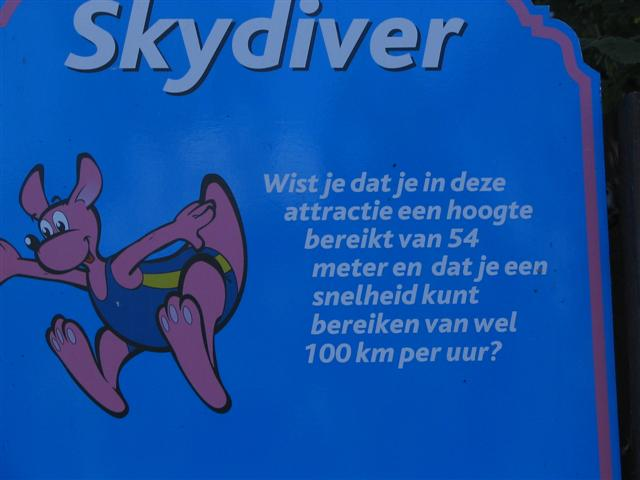 Skydiver
Wist je dat je in deze
attractie een hoogte
bereikt van 54
meter en dat je een
snelheid kunt
bereiken van wel
100 km per uur?